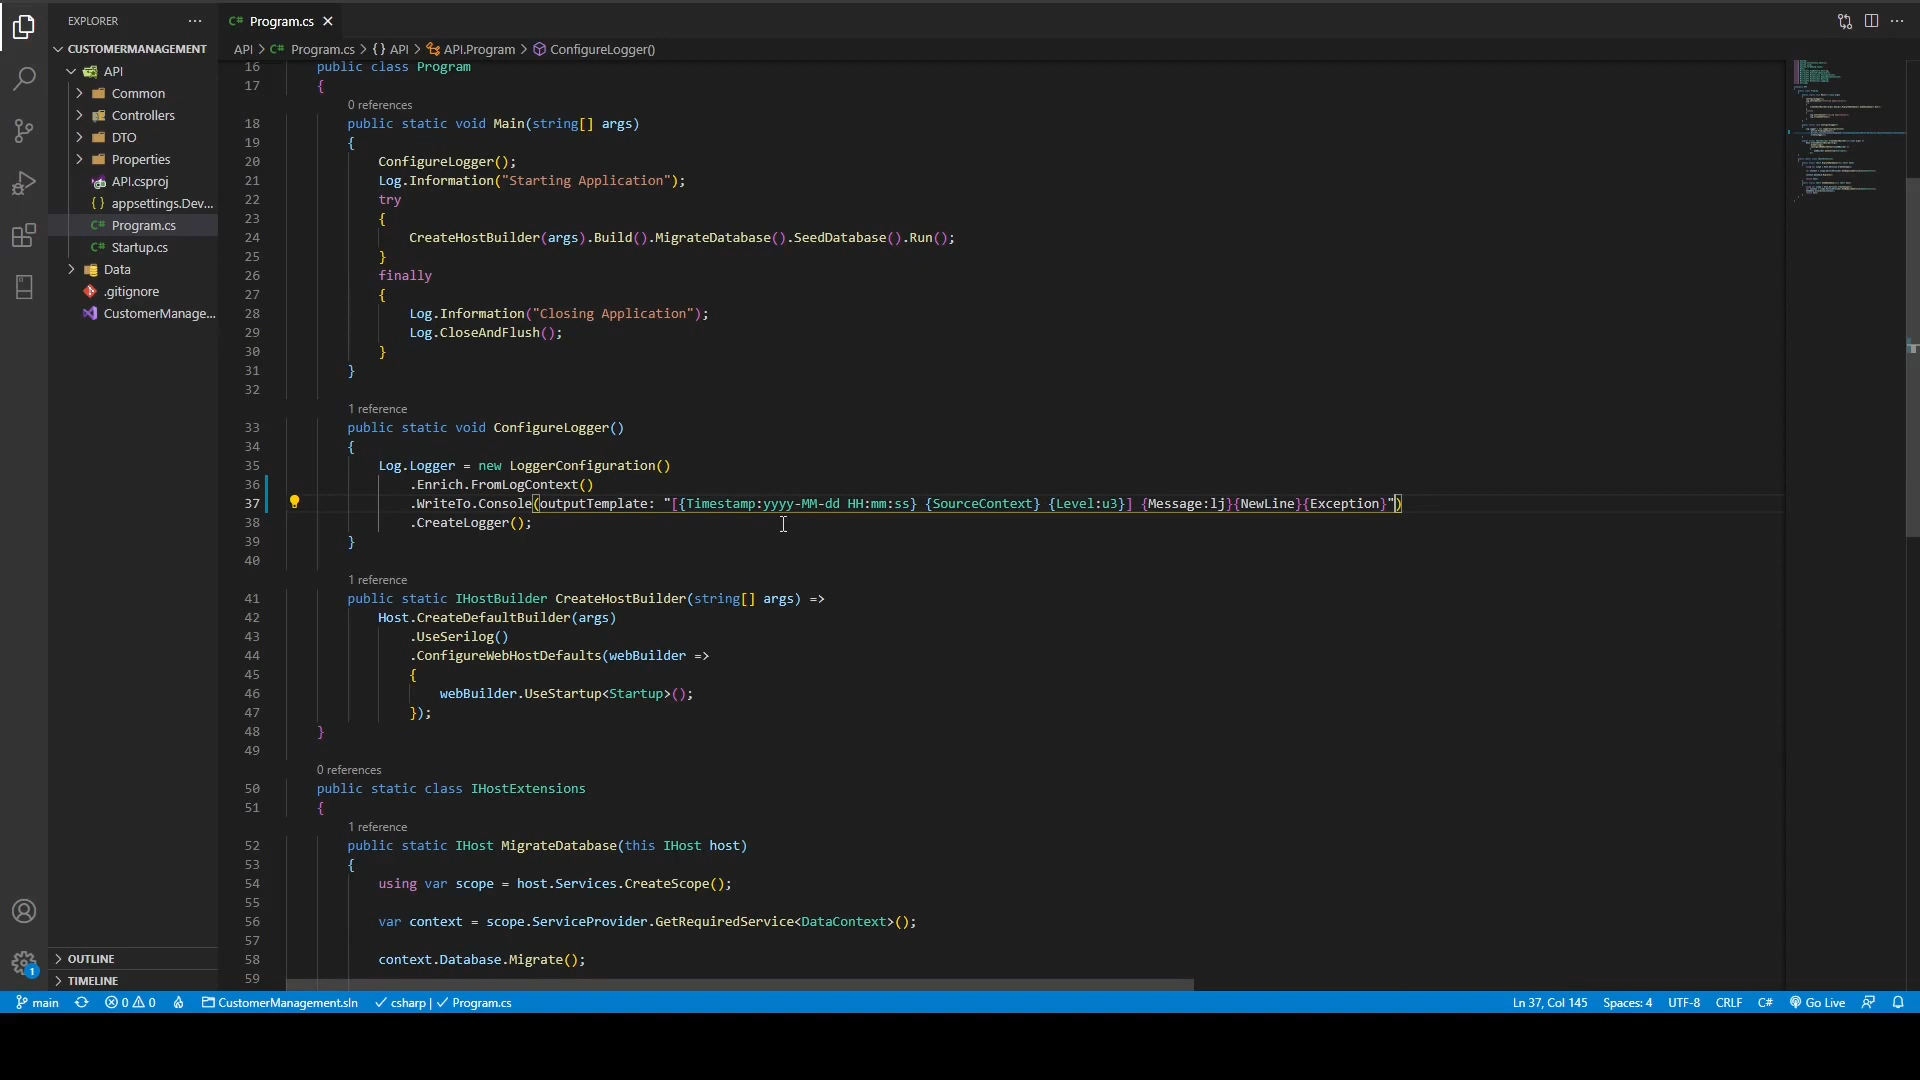 EXPLORER
Program.cs
CUSTOMERMANAGEMENT
API > C# Program.cs > {} API > API.Program > ConfigureLogger()
API
Common
Controllers
DTO
Properties
API.csproj
{ } appsettings.Dev...
C# Program.cs
C# Startup.cs
Data
.gitignore
CustomerManage...
OUTLINE
TIMELINE
16 public class Program
17 {
0 references
18 public static void Main(string[] args)
19 {
20 ConfigureLogger();
21 Log.Information("Starting Application");
22 try
23 {
24 CreateHostBuilder(args).Build().MigrateDatabase().SeedDatabase().Run();
25 }
26 finally
27 {
28 Log.Information("Closing Application");
29 Log.CloseAndFlush();
30 }
31 }
32
1 reference
33 public static void ConfigureLogger()
34 {
35 Log.Logger = new LoggerConfiguration()
36 .Enrich.FromLogContext()
37 .WriteTo.Console(outputTemplate: "[{Timestamp:yyyy-MM-dd HH:mm:ss} {SourceContext} {Level:u3}] {Message:lj}{NewLine}{Exception}")
38 .CreateLogger();
39 }
40
1 reference
41 public static IHostBuilder CreateHostBuilder(string[] args) =>
42 Host.CreateDefaultBuilder(args)
43 .UseSerilog()
44 .ConfigureWebHostDefaults(webBuilder =>
45 {
46 webBuilder.UseStartup<Startup>();
47 });
48 }
49
0 references
50 public static class IHostExtensions
51 {
1 reference
52 public static IHost MigrateDatabase(this IHost host)
53 {
54 using var scope = host.Services.CreateScope();
55
56 var context = scope.ServiceProvider.GetRequiredService<DataContext>();
57
58 context.Database.Migrate();
59
1
main 0 0 CustomerManagement.sln csharp | Program.cs Ln 37, Col 145 Spaces: 4 UTF-8 CRLF C# Go Live